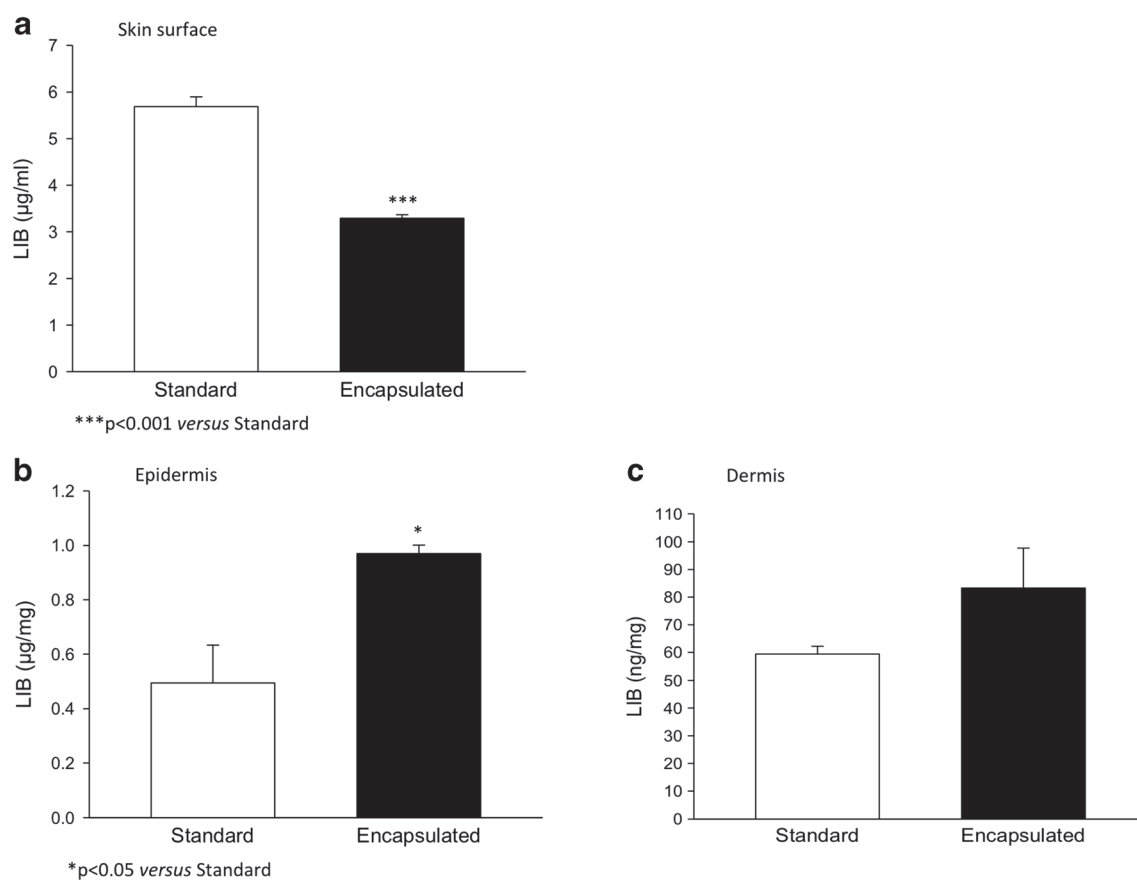 a Skin surface
7
6
5
4
3
2
1
0
LIB (µg/ml)
***
Standard Encapsulated
***p<0.001 versus Standard
b Epidermis
1.2
1.0
0.8
0.6
0.4
0.2
0.0
LIB (µg/mg)
*
Standard Encapsulated
*p<0.05 versus Standard
c Dermis
110
100
90
80
70
60
50
40
30
20
10
0
LIB (ng/mg)
Standard Encapsulated